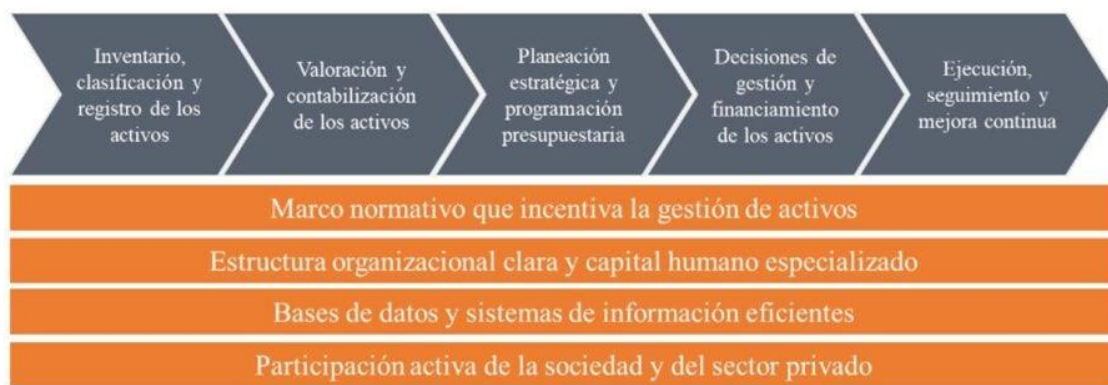 Inventario,
clasificación y
registro de los
activos
Valoración y
contabilización
de los activos
Planeación
estratégica y
programación
presupuestaria
Decisiones de
gestión y
financiamiento
de los activos
Ejecución,
seguimiento y
mejora continua
Marco normativo que incentiva la gestión de activos
Estructura organizacional clara y capital humano especializado
Bases de datos y sistemas de información eficientes
Participación activa de la sociedad y del sector privado